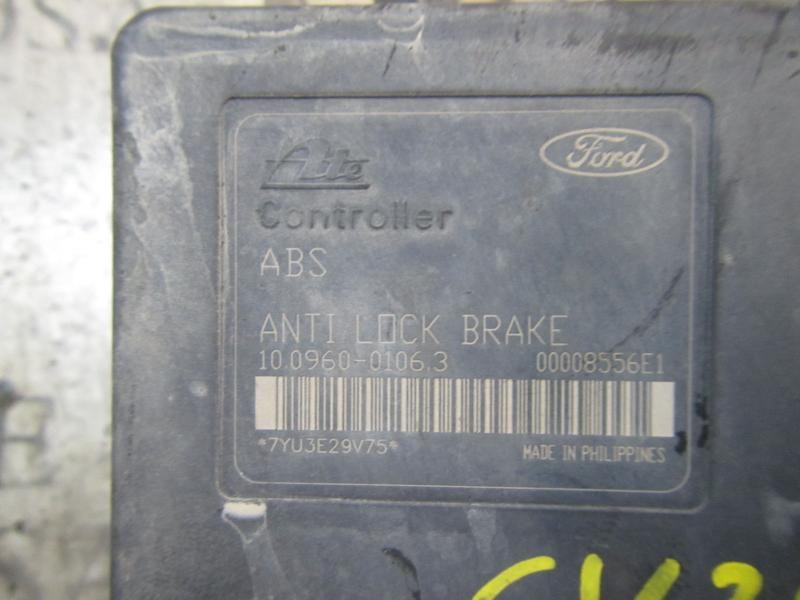 Ate
Ford
Controller
ABS
ANTI LOCK BRAKE
10.0960-0106.3 00008556E1
*7YU3E29V75*
MADE IN PHILIPPINES